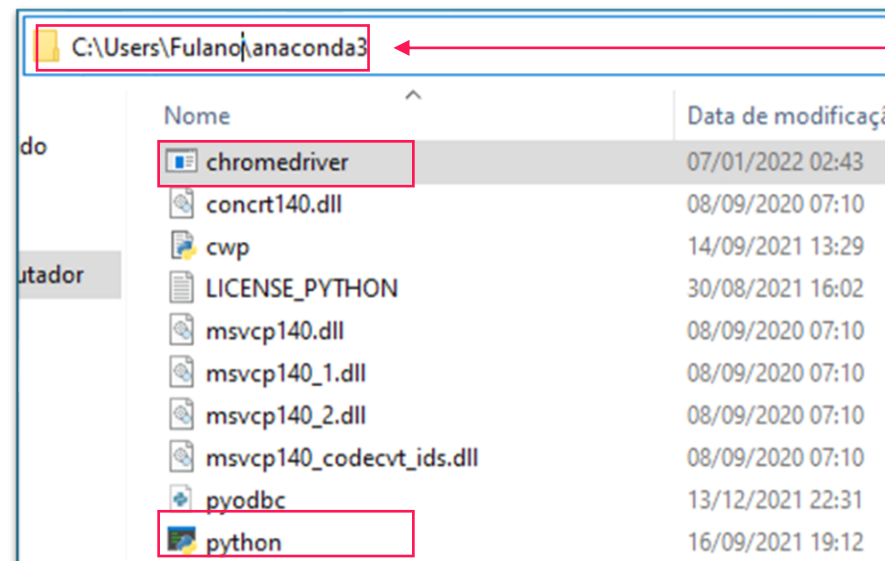 C:\Users\Fulano\anaconda3
Nome Data de modificaçã
do
chromedriver 07/01/2022 02:43
concrt140.dll 08/09/2020 07:10
cwp 14/09/2021 13:29
utador
LICENSE_PYTHON 30/08/2021 16:02
msvcp140.dll 08/09/2020 07:10
msvcp140_1.dll 08/09/2020 07:10
msvcp140_2.dll 08/09/2020 07:10
msvcp140_codecvt_ids.dll 08/09/2020 07:10
pyodbc 13/12/2021 22:31
python 16/09/2021 19:12